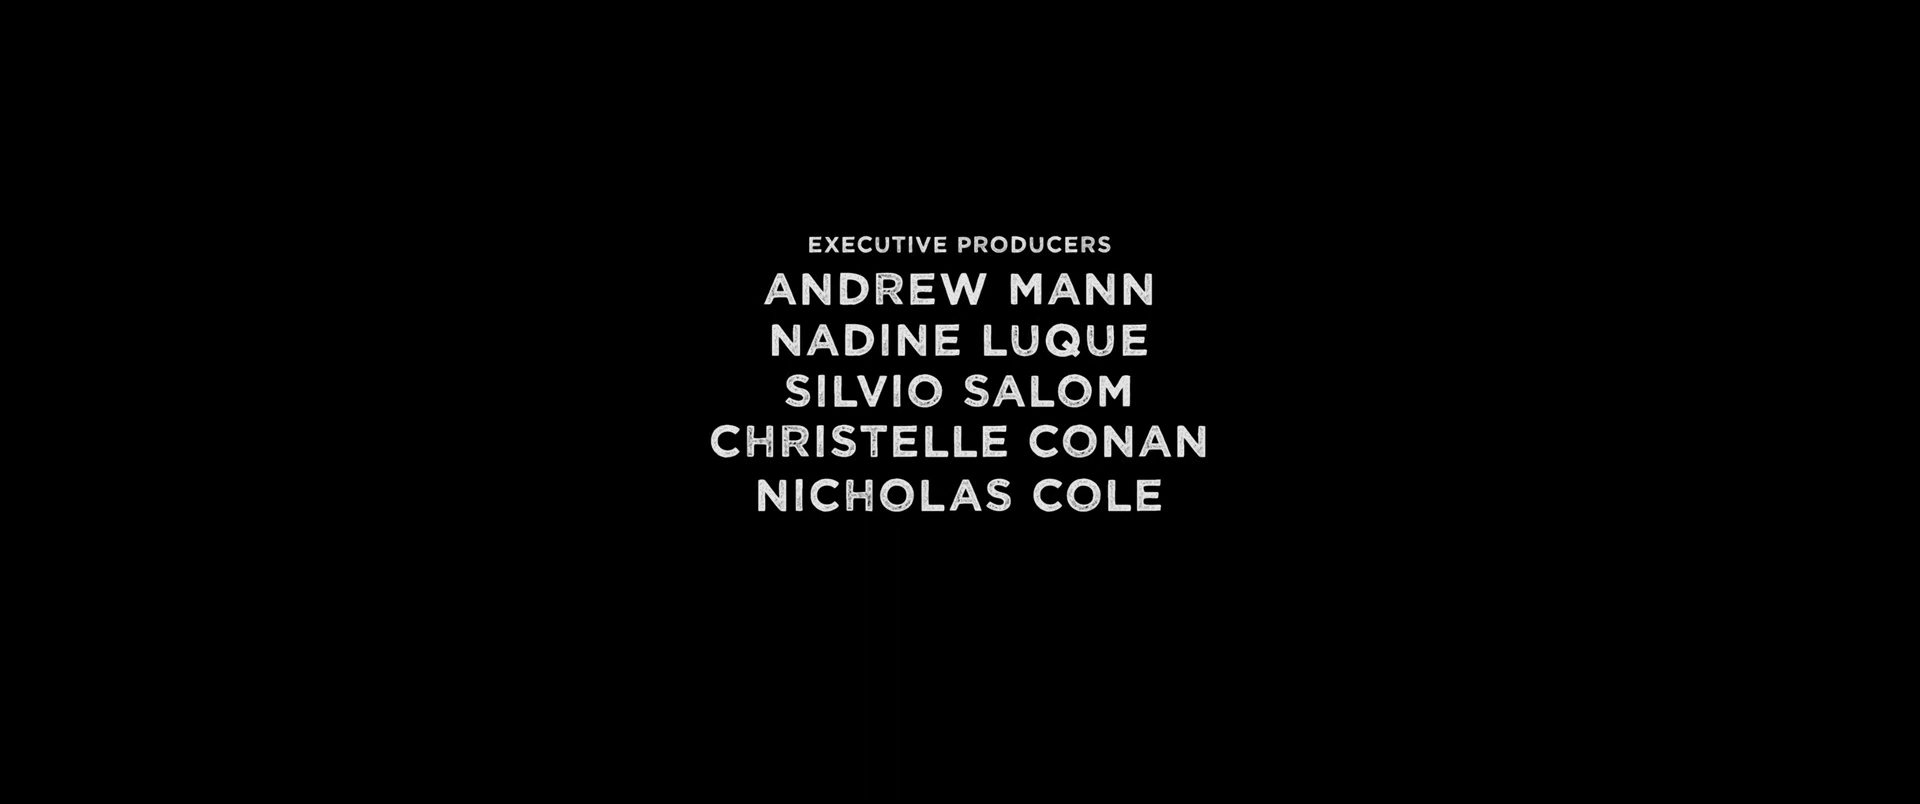 EXECUTIVE PRODUCERS
ANDREW MANN
NADINE LUQUE
SILVIO SALOM
CHRISTELLE CONAN
NICHOLAS COLE